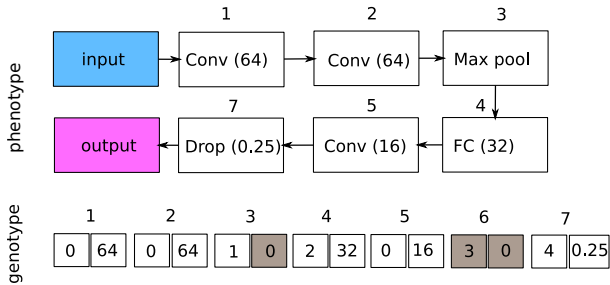 1 2 3
input Conv (64) Conv (64) Max pool
phenotype
7 5 4
output Drop (0.25) Conv (16) FC (32)
genotype
1 2 3 4 5 6 7
0 64 0 64 1 0 2 32 0 16 3 0 4 0.25